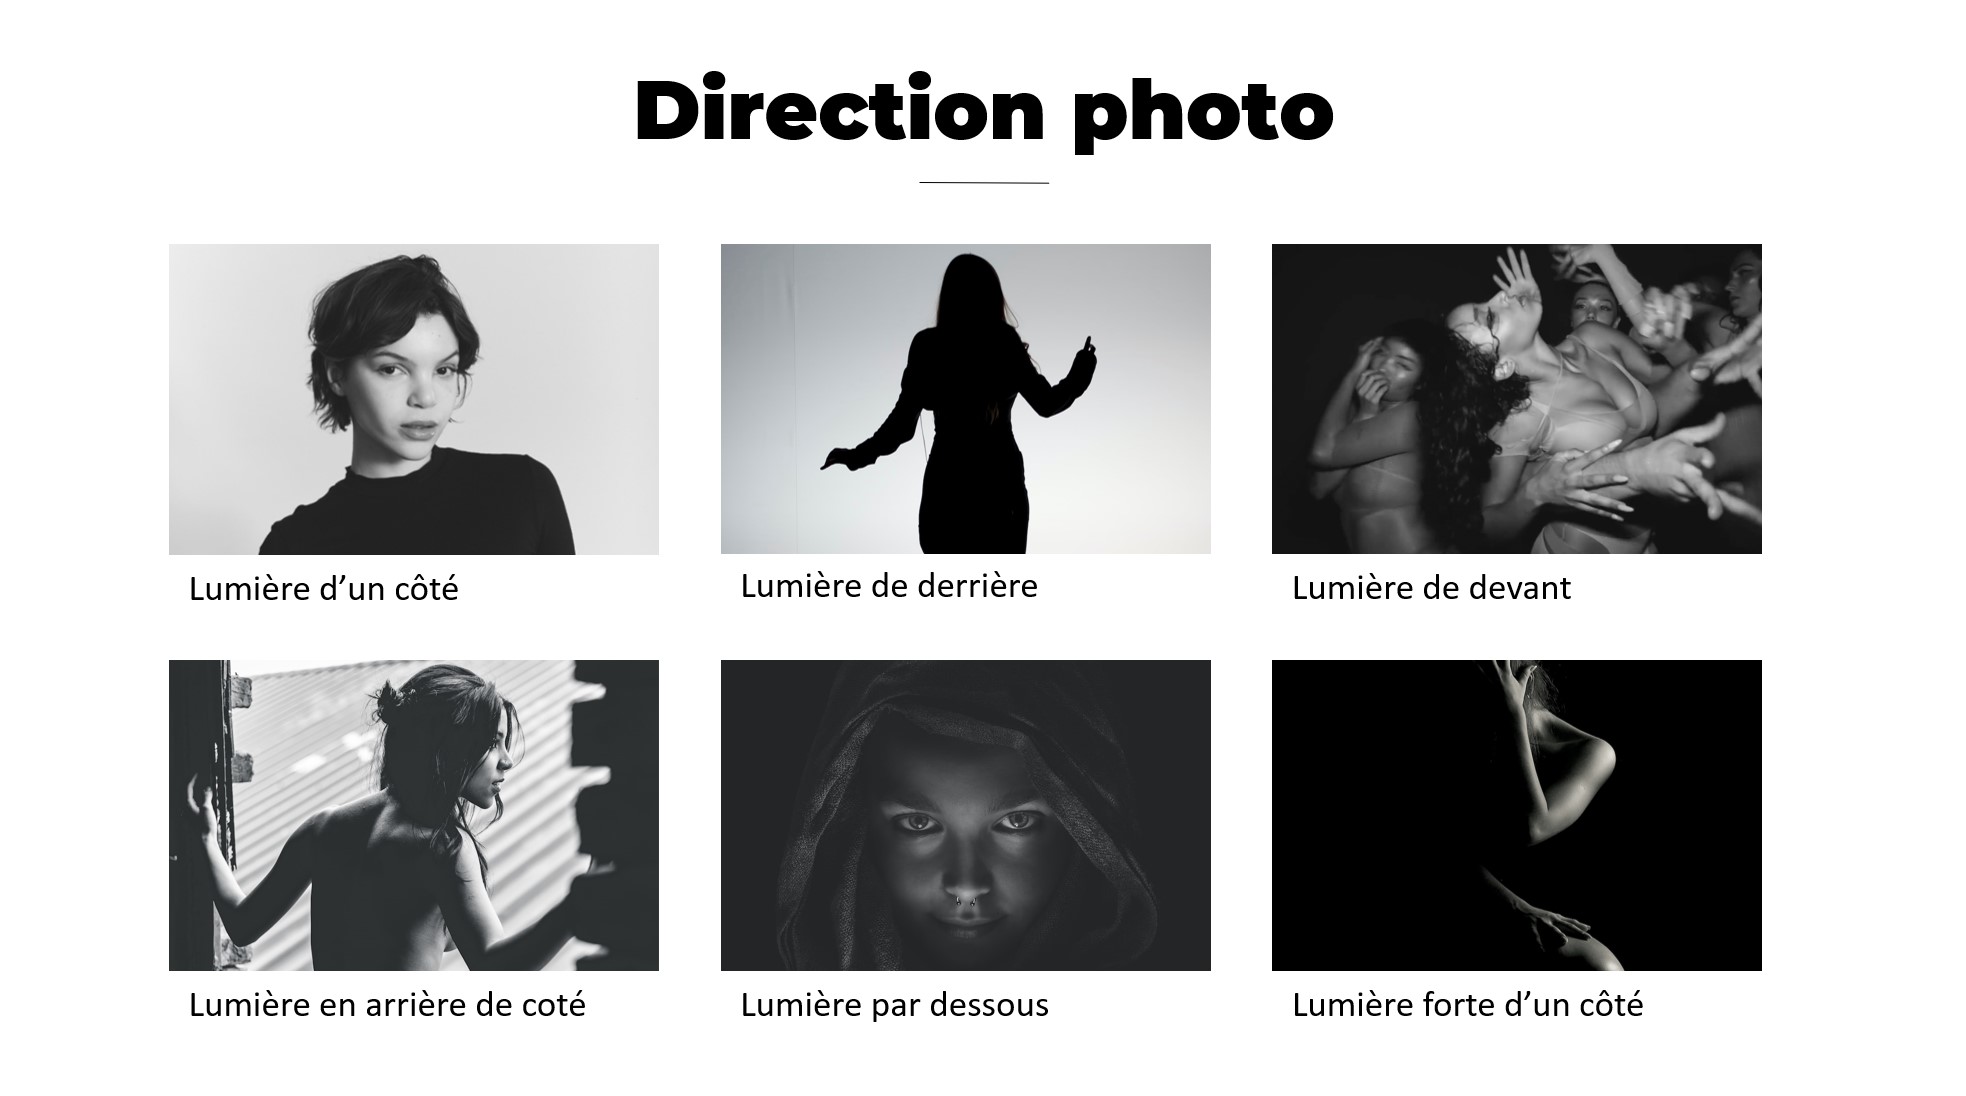 Direction photo
Lumière d’un côté
Lumière de derrière
Lumière de devant
Lumière en arrière de coté
Lumière par dessous
Lumière forte d’un côté